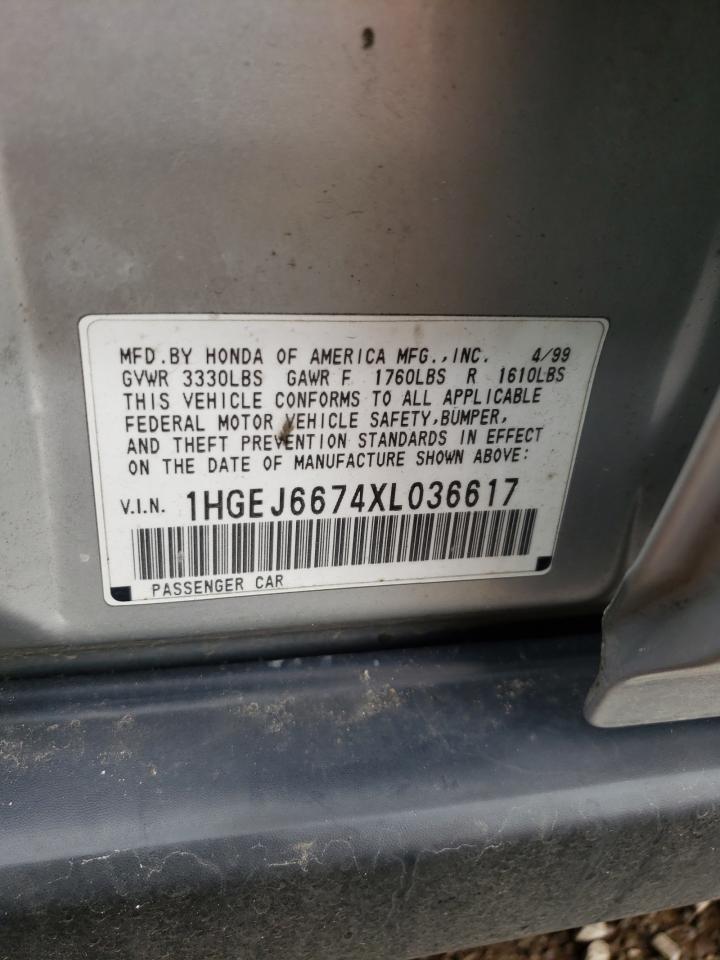 MFD.BY HONDA OF AMERICA MFG.,INC. 4/99
GVWR 3330LBS GAWR F 1760LBS R 1610LBS
THIS VEHICLE CONFORMS TO ALL APPLICABLE
FEDERAL MOTOR VEHICLE SAFETY,BUMPER,
AND THEFT PREVENTION STANDARDS IN EFFECT
ON THE DATE OF MANUFACTURE SHOWN ABOVE:
V.I.N. 1HGEJ6674XL036617
PASSENGER CAR